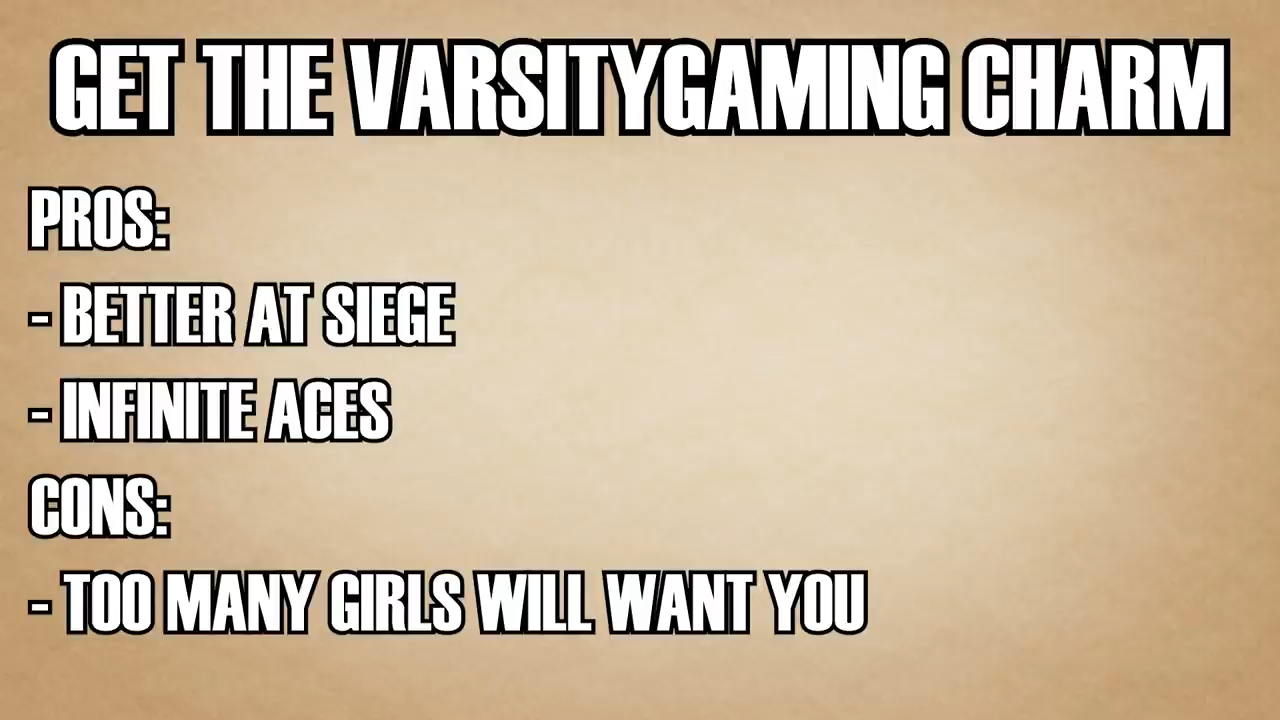 GET THE VARSITYGAMING CHARM
PROS:
- BETTER AT SIEGE
- INFINITE ACES
CONS:
- TOO MANY GIRLS WILL WANT YOU